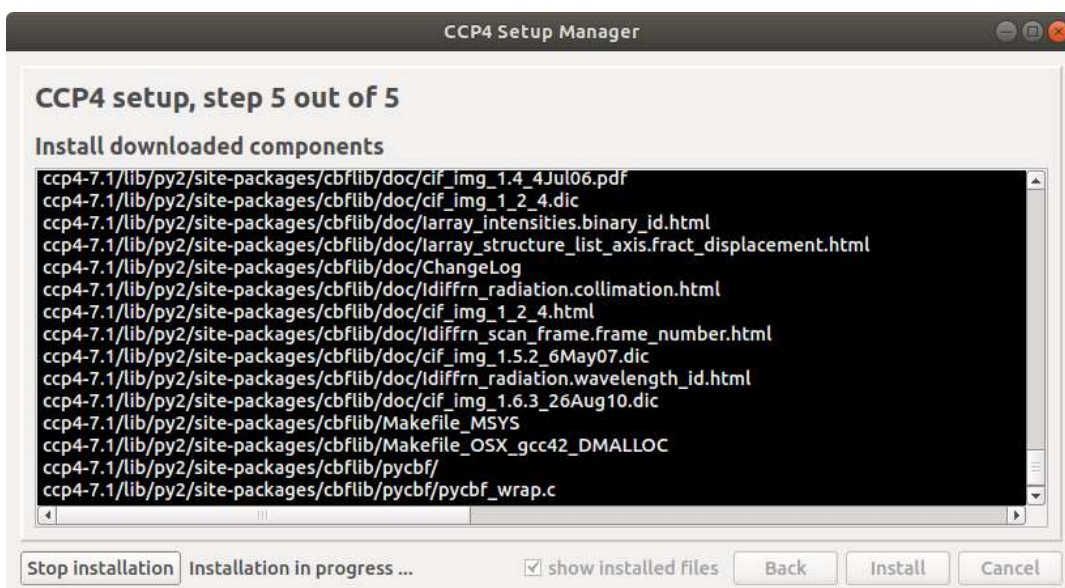 CCP4 Setup Manager
CCP4 setup, step 5 out of 5
Install downloaded components
ccp4-7.1/lib/py2/site-packages/cbflib/doc/cif_img_1.4_4Jul06.pdf
ccp4-7.1/lib/py2/site-packages/cbflib/doc/cif_img_1_2_4.dic
ccp4-7.1/lib/py2/site-packages/cbflib/doc/Iarray_intensities.binary_id.html
ccp4-7.1/lib/py2/site-packages/cbflib/doc/Iarray_structure_list_axis.fract_displacement.html
ccp4-7.1/lib/py2/site-packages/cbflib/doc/ChangeLog
ccp4-7.1/lib/py2/site-packages/cbflib/doc/Idiffrn_radiation.collimation.html
ccp4-7.1/lib/py2/site-packages/cbflib/doc/cif_img_1_2_4.html
ccp4-7.1/lib/py2/site-packages/cbflib/doc/Idiffrn_scan_frame.frame_number.html
ccp4-7.1/lib/py2/site-packages/cbflib/doc/cif_img_1.5.2_6May07.dic
ccp4-7.1/lib/py2/site-packages/cbflib/doc/Idiffrn_radiation.wavelength_id.html
ccp4-7.1/lib/py2/site-packages/cbflib/doc/cif_img_1.6.3_26Aug10.dic
ccp4-7.1/lib/py2/site-packages/cbflib/Makefile_MSYS
ccp4-7.1/lib/py2/site-packages/cbflib/Makefile_OSX_gcc42_DMALLOC
ccp4-7.1/lib/py2/site-packages/cbflib/pycbf/
ccp4-7.1/lib/py2/site-packages/cbflib/pycbf/pycbf_wrap.c
Stop installation Installation in progress ... show installed files Back Install Cancel